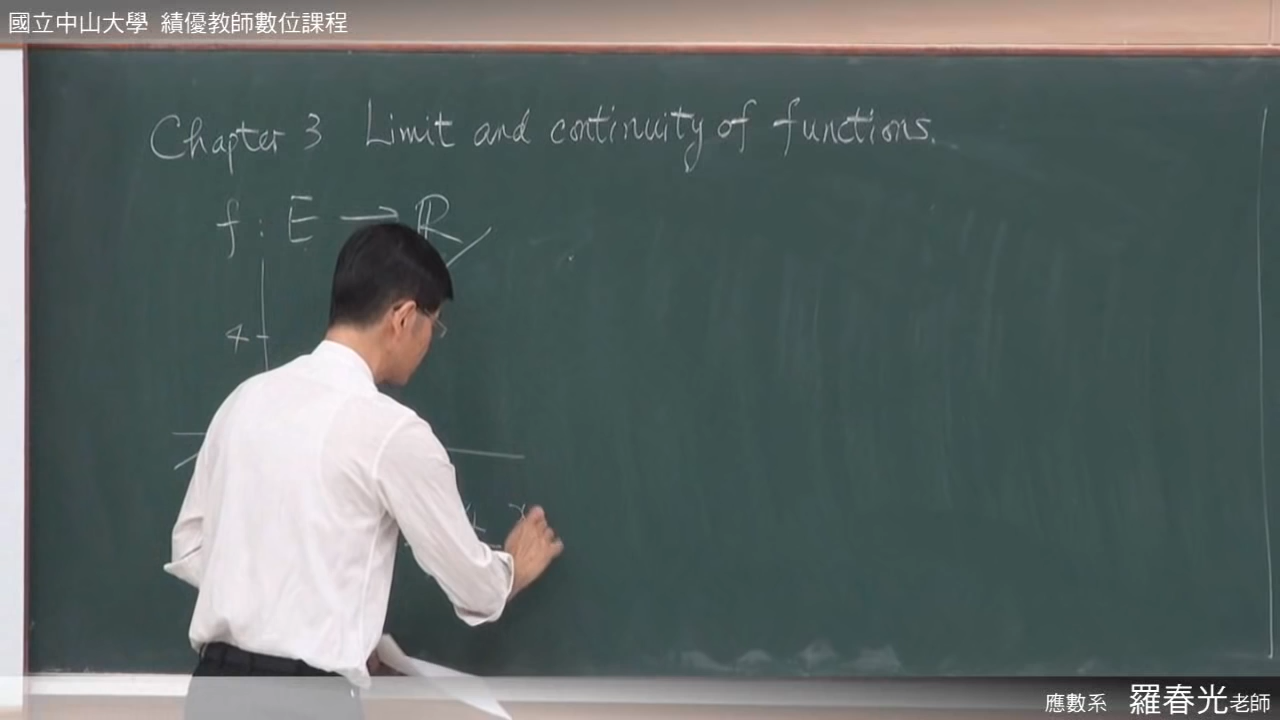 國立中山大學 績優教師數位課程
Chapter 3 Limit and continuity of functions.
f : E → ℝ
4
應數系 羅春光老師